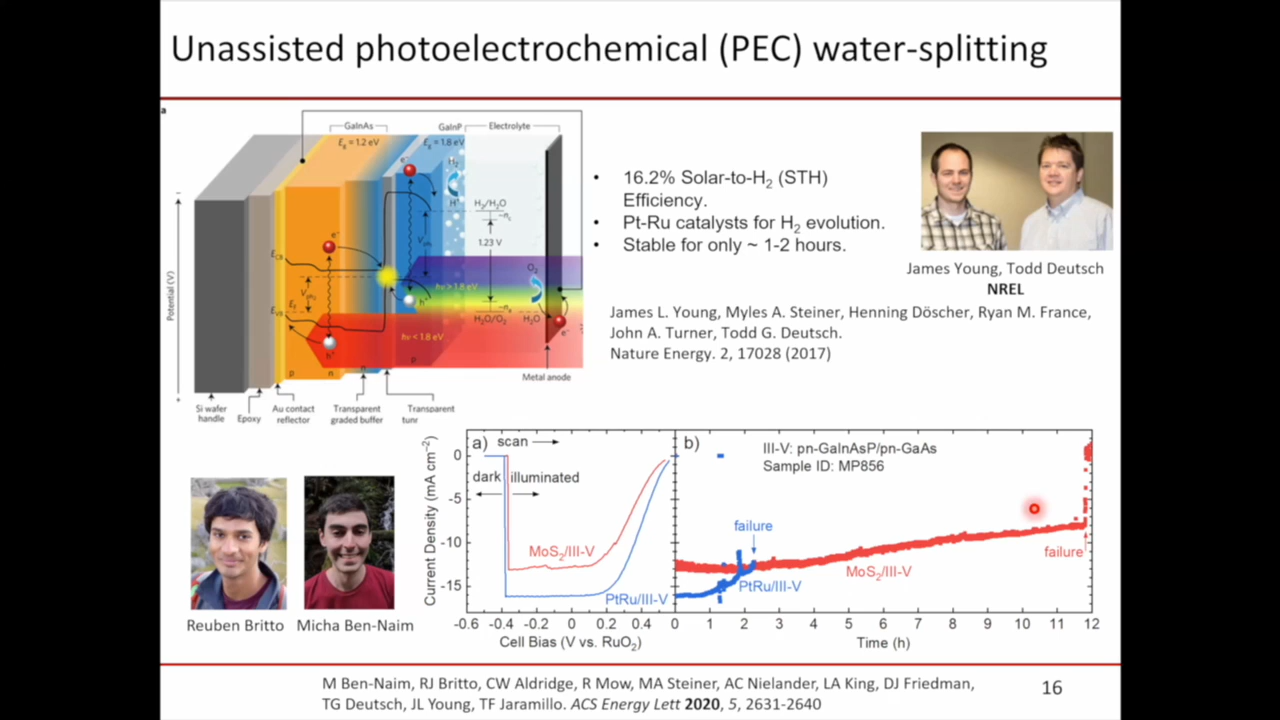 Unassisted photoelectrochemical (PEC) water-splitting
a
GaInAs
GaInP
Electrolyte
Eg = 1.2 eV
Eg = 1.8 eV
e⁻
H₂
H⁺
H₂/H₂O
1.23 V
ECB
e⁻
Vph2
Vph1
O₂
hν > 1.8 eV
h⁺
EF
EVB
H₂O/O₂
H₂O
e⁻
hν < 1.8 eV
h⁺
p
n
n
p
Potential (V)
Metal anode
Si wafer
handle
Epoxy
Au contact
reflector
Transparent
graded buffer
Transparent
tunr
• 16.2% Solar-to-H₂ (STH)
Efficiency.
• Pt-Ru catalysts for H₂ evolution.
• Stable for only ~ 1-2 hours.
James Young, Todd Deutsch
NREL
James L. Young, Myles A. Steiner, Henning Döscher, Ryan M. France,
John A. Turner, Todd G. Deutsch.
Nature Energy. 2, 17028 (2017)
Reuben Britto
Micha Ben-Naim
a) scan
dark
illuminated
MoS₂/III-V
PtRu/III-V
Current Density (mA cm⁻²)
0
-5
-10
-15
-0.6 -0.4 -0.2 0 0.2 0.4
Cell Bias (V vs. RuO₂)
b)
III-V: pn-GaInAsP/pn-GaAs
Sample ID: MP856
failure
PtRu/III-V
MoS₂/III-V
failure
0 1 2 3 4 5 6 7 8 9 10 11 12
Time (h)
M Ben-Naim, RJ Britto, CW Aldridge, R Mow, MA Steiner, AC Nielander, LA King, DJ Friedman,
TG Deutsch, JL Young, TF Jaramillo. ACS Energy Lett 2020, 5, 2631-2640
16